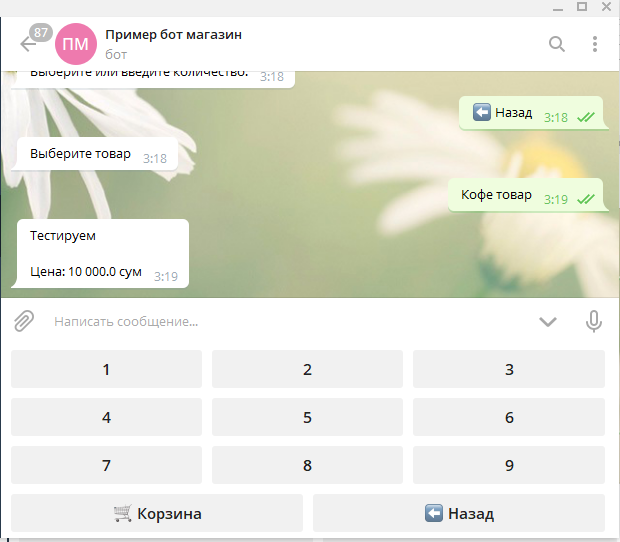 87
ПМ
Пример бот магазин
бот
Выберите или введите количество.
3:18
⬅️ Назад 3:18
Выберите товар 3:18
Кофе товар 3:19
Тестируем
Цена: 10 000.0 сум 3:19
Написать сообщение...
1 2 3
4 5 6
7 8 9
🛒 Корзина ⬅️ Назад